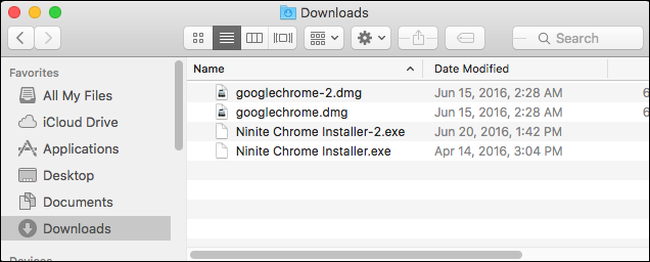 Downloads
Search
Favorites
All My Files
iCloud Drive
Applications
Desktop
Documents
Downloads
Name Date Modified
googlechrome-2.dmg Jun 15, 2016, 2:28 AM 6
googlechrome.dmg Jun 15, 2016, 2:28 AM 6
Ninite Chrome Installer-2.exe Jun 20, 2016, 1:42 PM
Ninite Chrome Installer.exe Apr 14, 2016, 3:04 PM